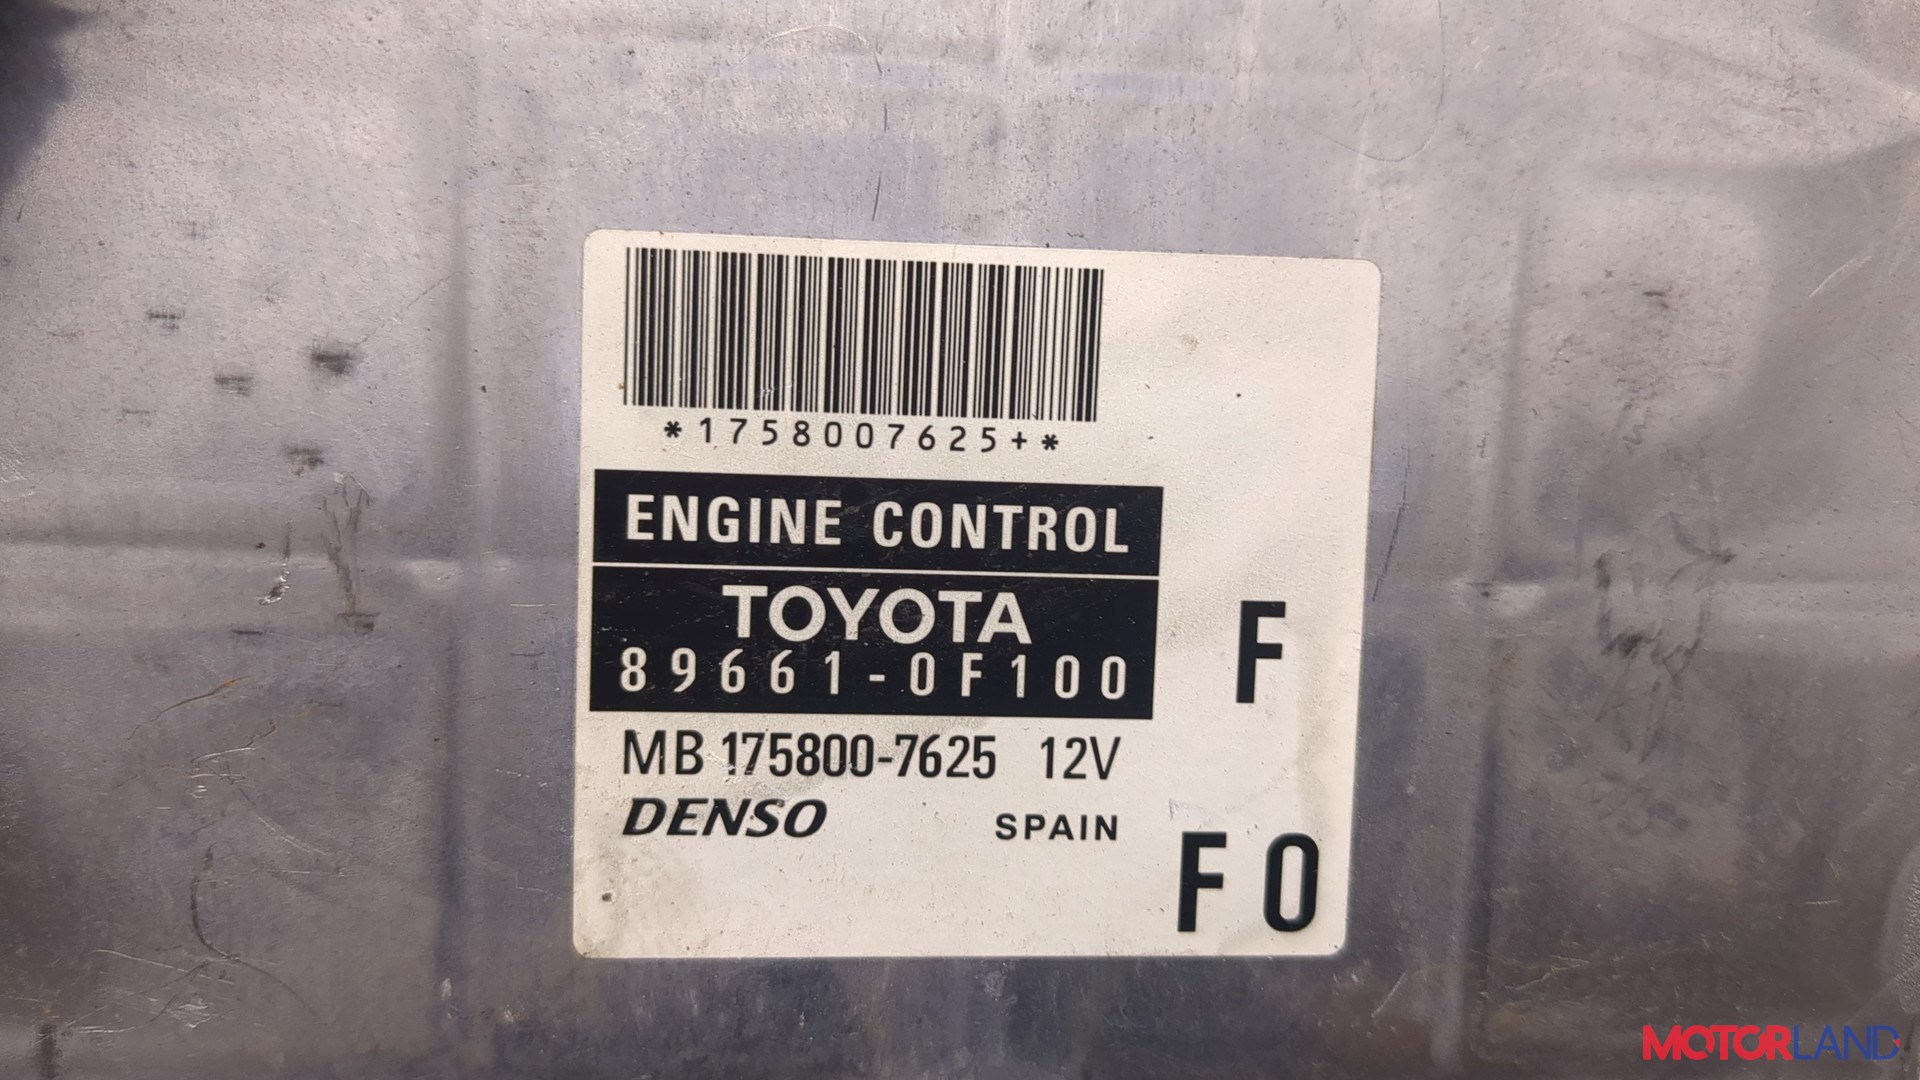 *1758007625+*
ENGINE CONTROL
TOYOTA
89661-0F100
F
MB 175800-7625 12V
DENSO SPAIN
F0
MOTORLAND